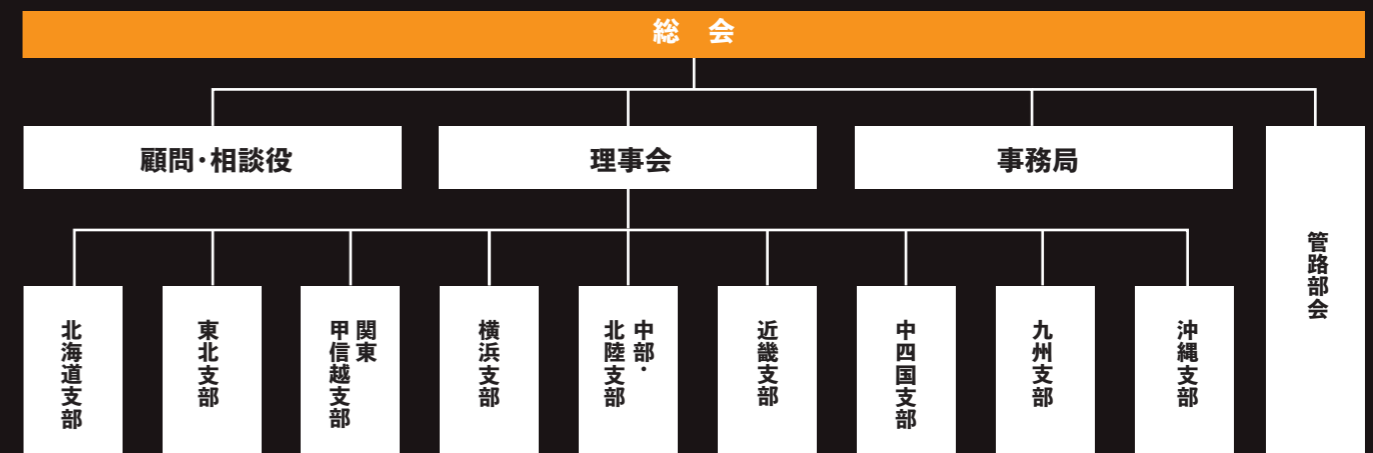 総　会
顧問・相談役
理事会
事務局
管路部会
北海道支部
東北支部
関東
甲信越支部
横浜支部
中部・
北陸支部
近畿支部
中四国支部
九州支部
沖縄支部